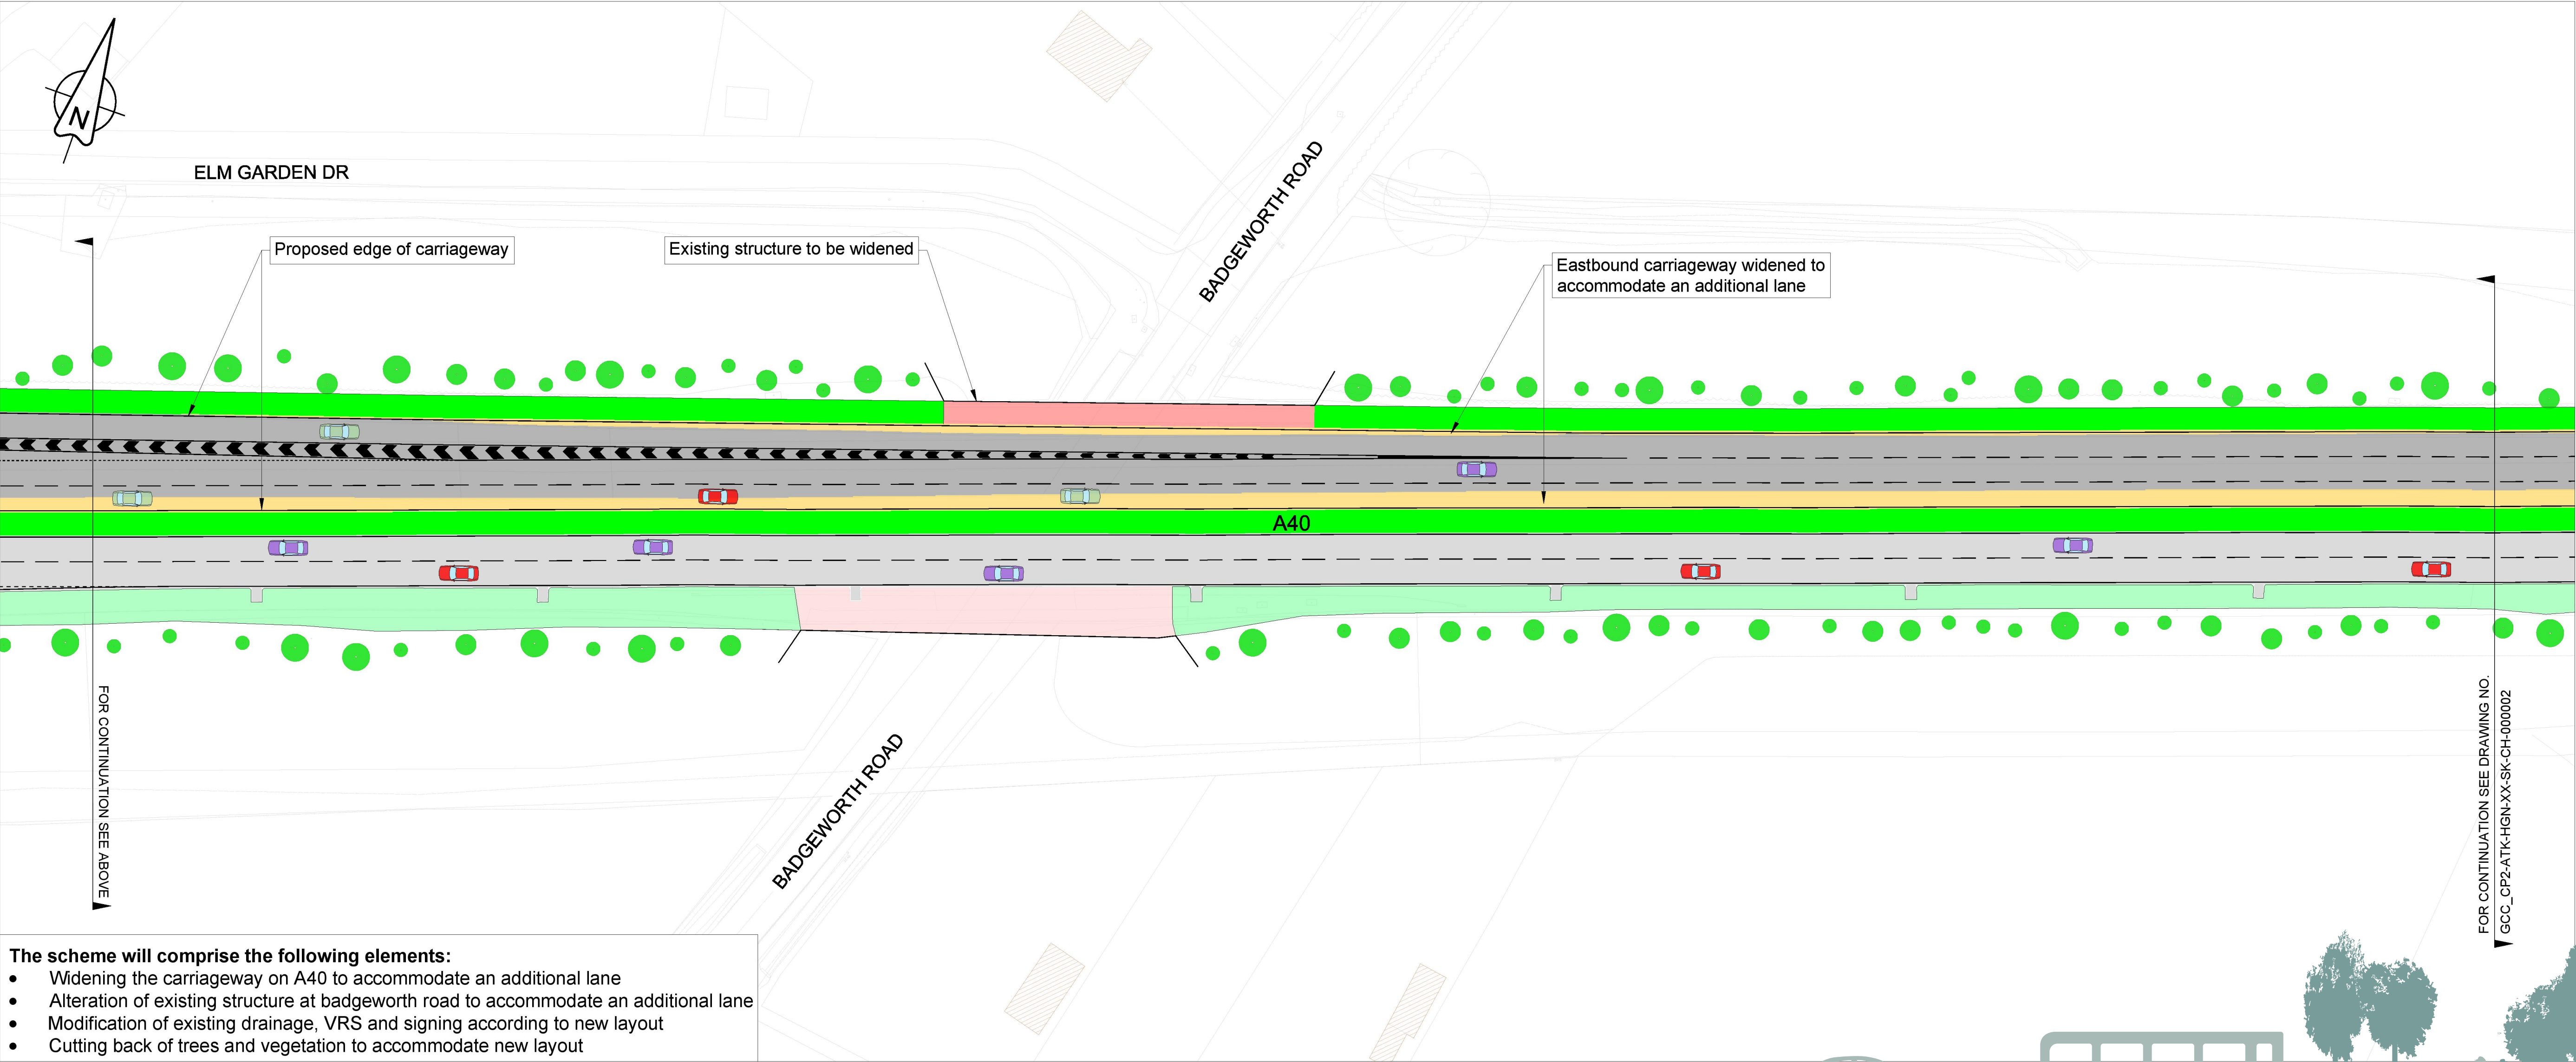 N
ELM GARDEN DR
BADGEWORTH ROAD
Proposed edge of carriageway
Existing structure to be widened
Eastbound carriageway widened to
accommodate an additional lane
A40
FOR CONTINUATION SEE ABOVE
BADGEWORTH ROAD
FOR CONTINUATION SEE DRAWING NO.
GCC_CP2-ATK-HGN-XX-SK-CH-000002
The scheme will comprise the following elements:
• Widening the carriageway on A40 to accommodate an additional lane
• Alteration of existing structure at badgeworth road to accommodate an additional lane
• Modification of existing drainage, VRS and signing according to new layout
• Cutting back of trees and vegetation to accommodate new layout